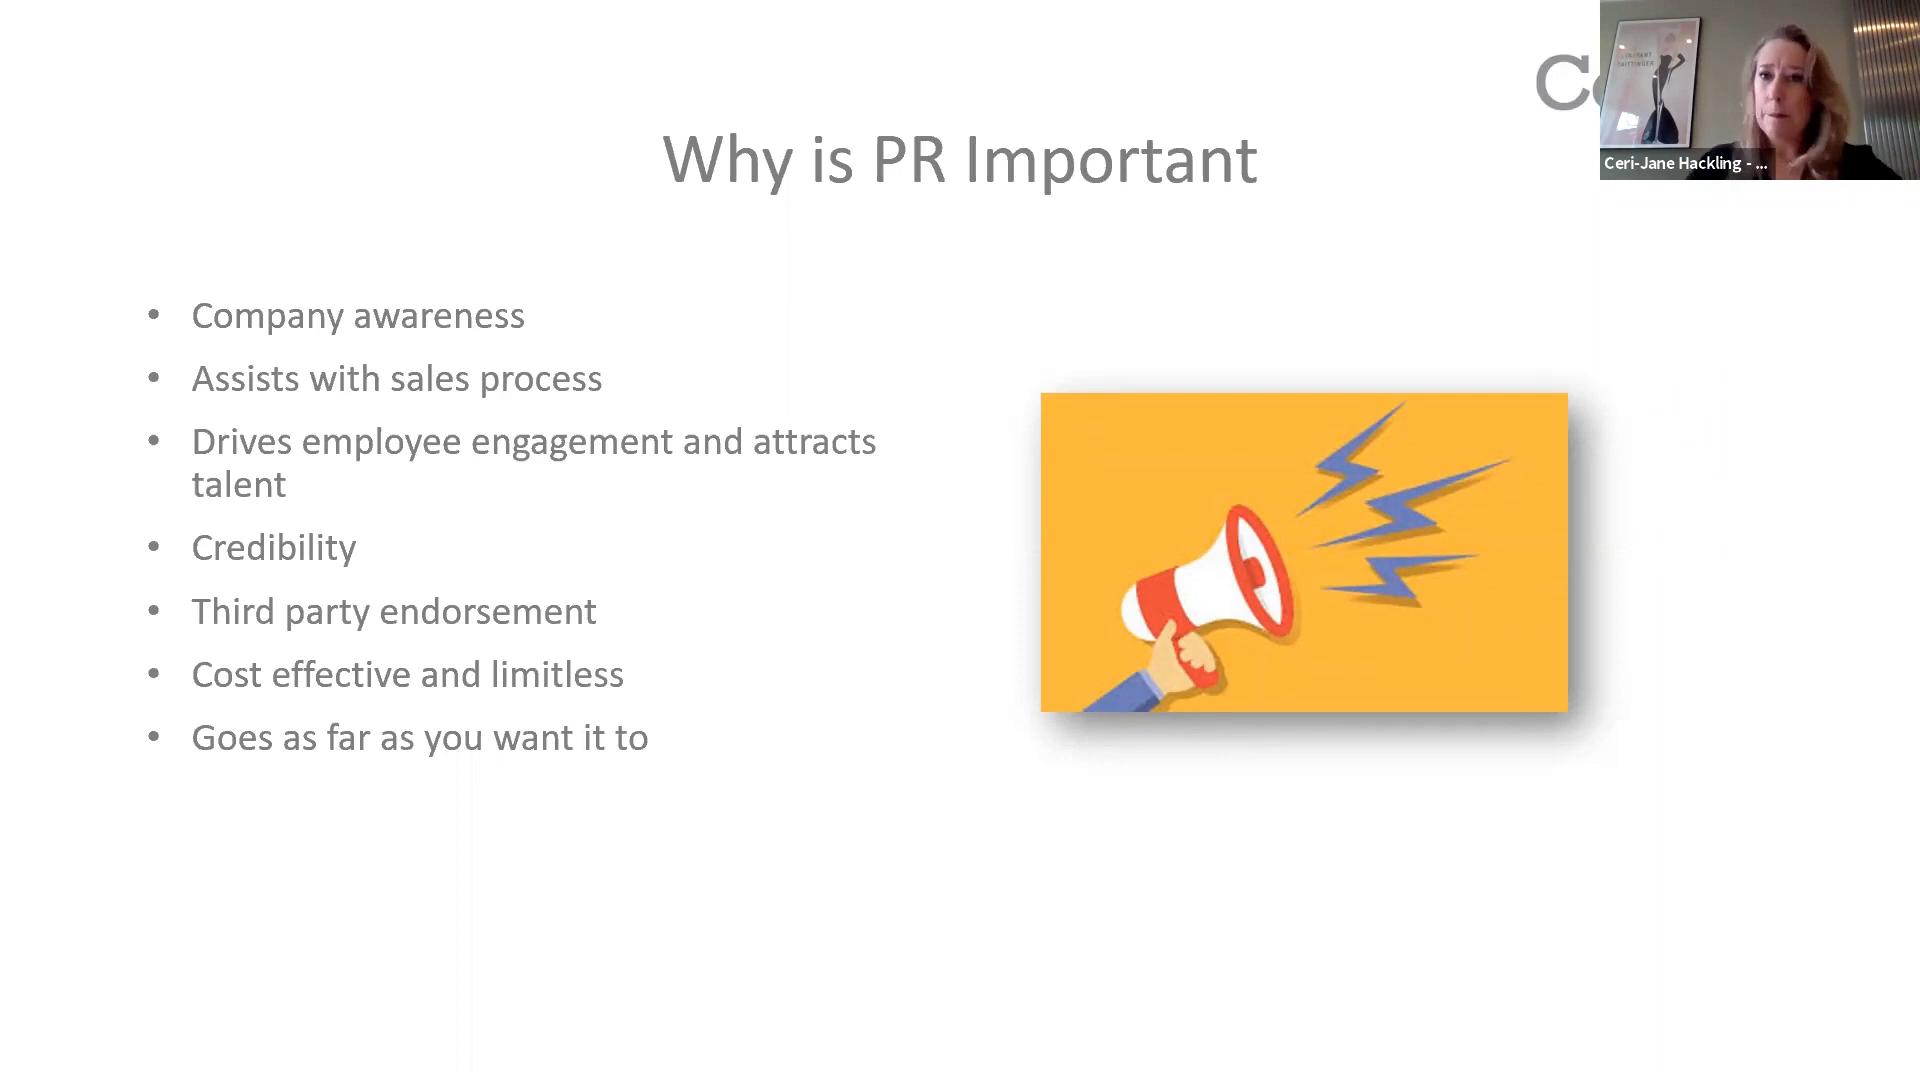 Why is PR Important
Ceri-Jane Hackling - ...
• Company awareness
• Assists with sales process
• Drives employee engagement and attracts
talent
• Credibility
• Third party endorsement
• Cost effective and limitless
• Goes as far as you want it to